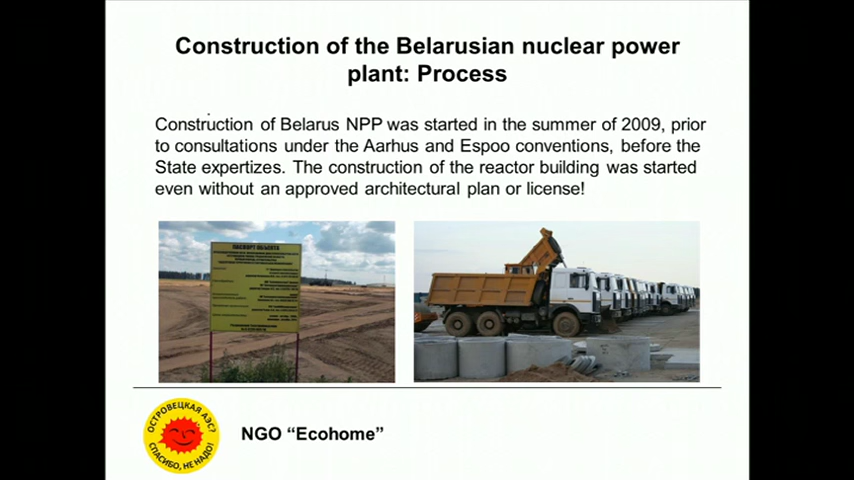 Construction of the Belarusian nuclear power
plant: Process
Construction of Belarus NPP was started in the summer of 2009, prior
to consultations under the Aarhus and Espoo conventions, before the
State expertizes. The construction of the reactor building was started
even without an approved architectural plan or license!
ПАСПОРТ ОБЪЕКТА
ОСТРОВЕЦКАЯ АЭС?
СПАСИБО, НЕ НАДО!
NGO “Ecohome”